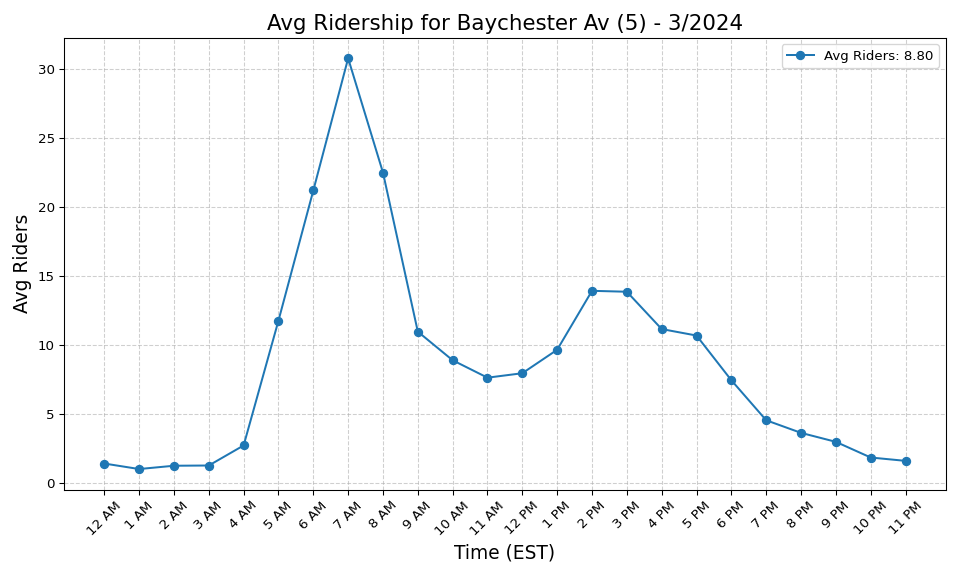 Avg Ridership for Baychester Av (5) - 3/2024
Avg Riders: 8.80
Avg Riders
30
25
20
15
10
5
0
12 AM
1 AM
2 AM
3 AM
4 AM
5 AM
6 AM
7 AM
8 AM
9 AM
10 AM
11 AM
12 PM
1 PM
2 PM
3 PM
4 PM
5 PM
6 PM
7 PM
8 PM
9 PM
10 PM
11 PM
Time (EST)